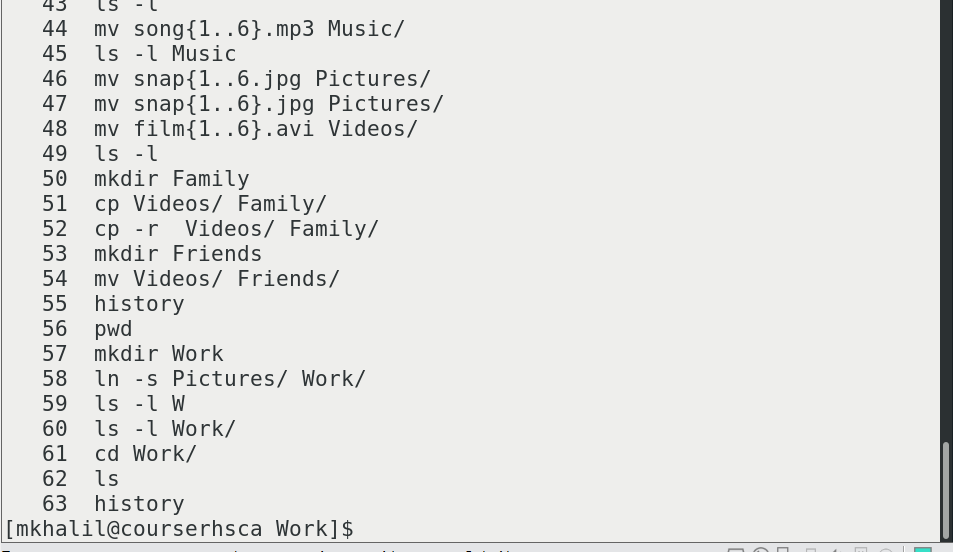 43 ls -l
44 mv song{1..6}.mp3 Music/
45 ls -l Music
46 mv snap{1..6.jpg Pictures/
47 mv snap{1..6}.jpg Pictures/
48 mv film{1..6}.avi Videos/
49 ls -l
50 mkdir Family
51 cp Videos/ Family/
52 cp -r  Videos/ Family/
53 mkdir Friends
54 mv Videos/ Friends/
55 history
56 pwd
57 mkdir Work
58 ln -s Pictures/ Work/
59 ls -l W
60 ls -l Work/
61 cd Work/
62 ls
63 history
[mkhalil@courserhsca Work]$